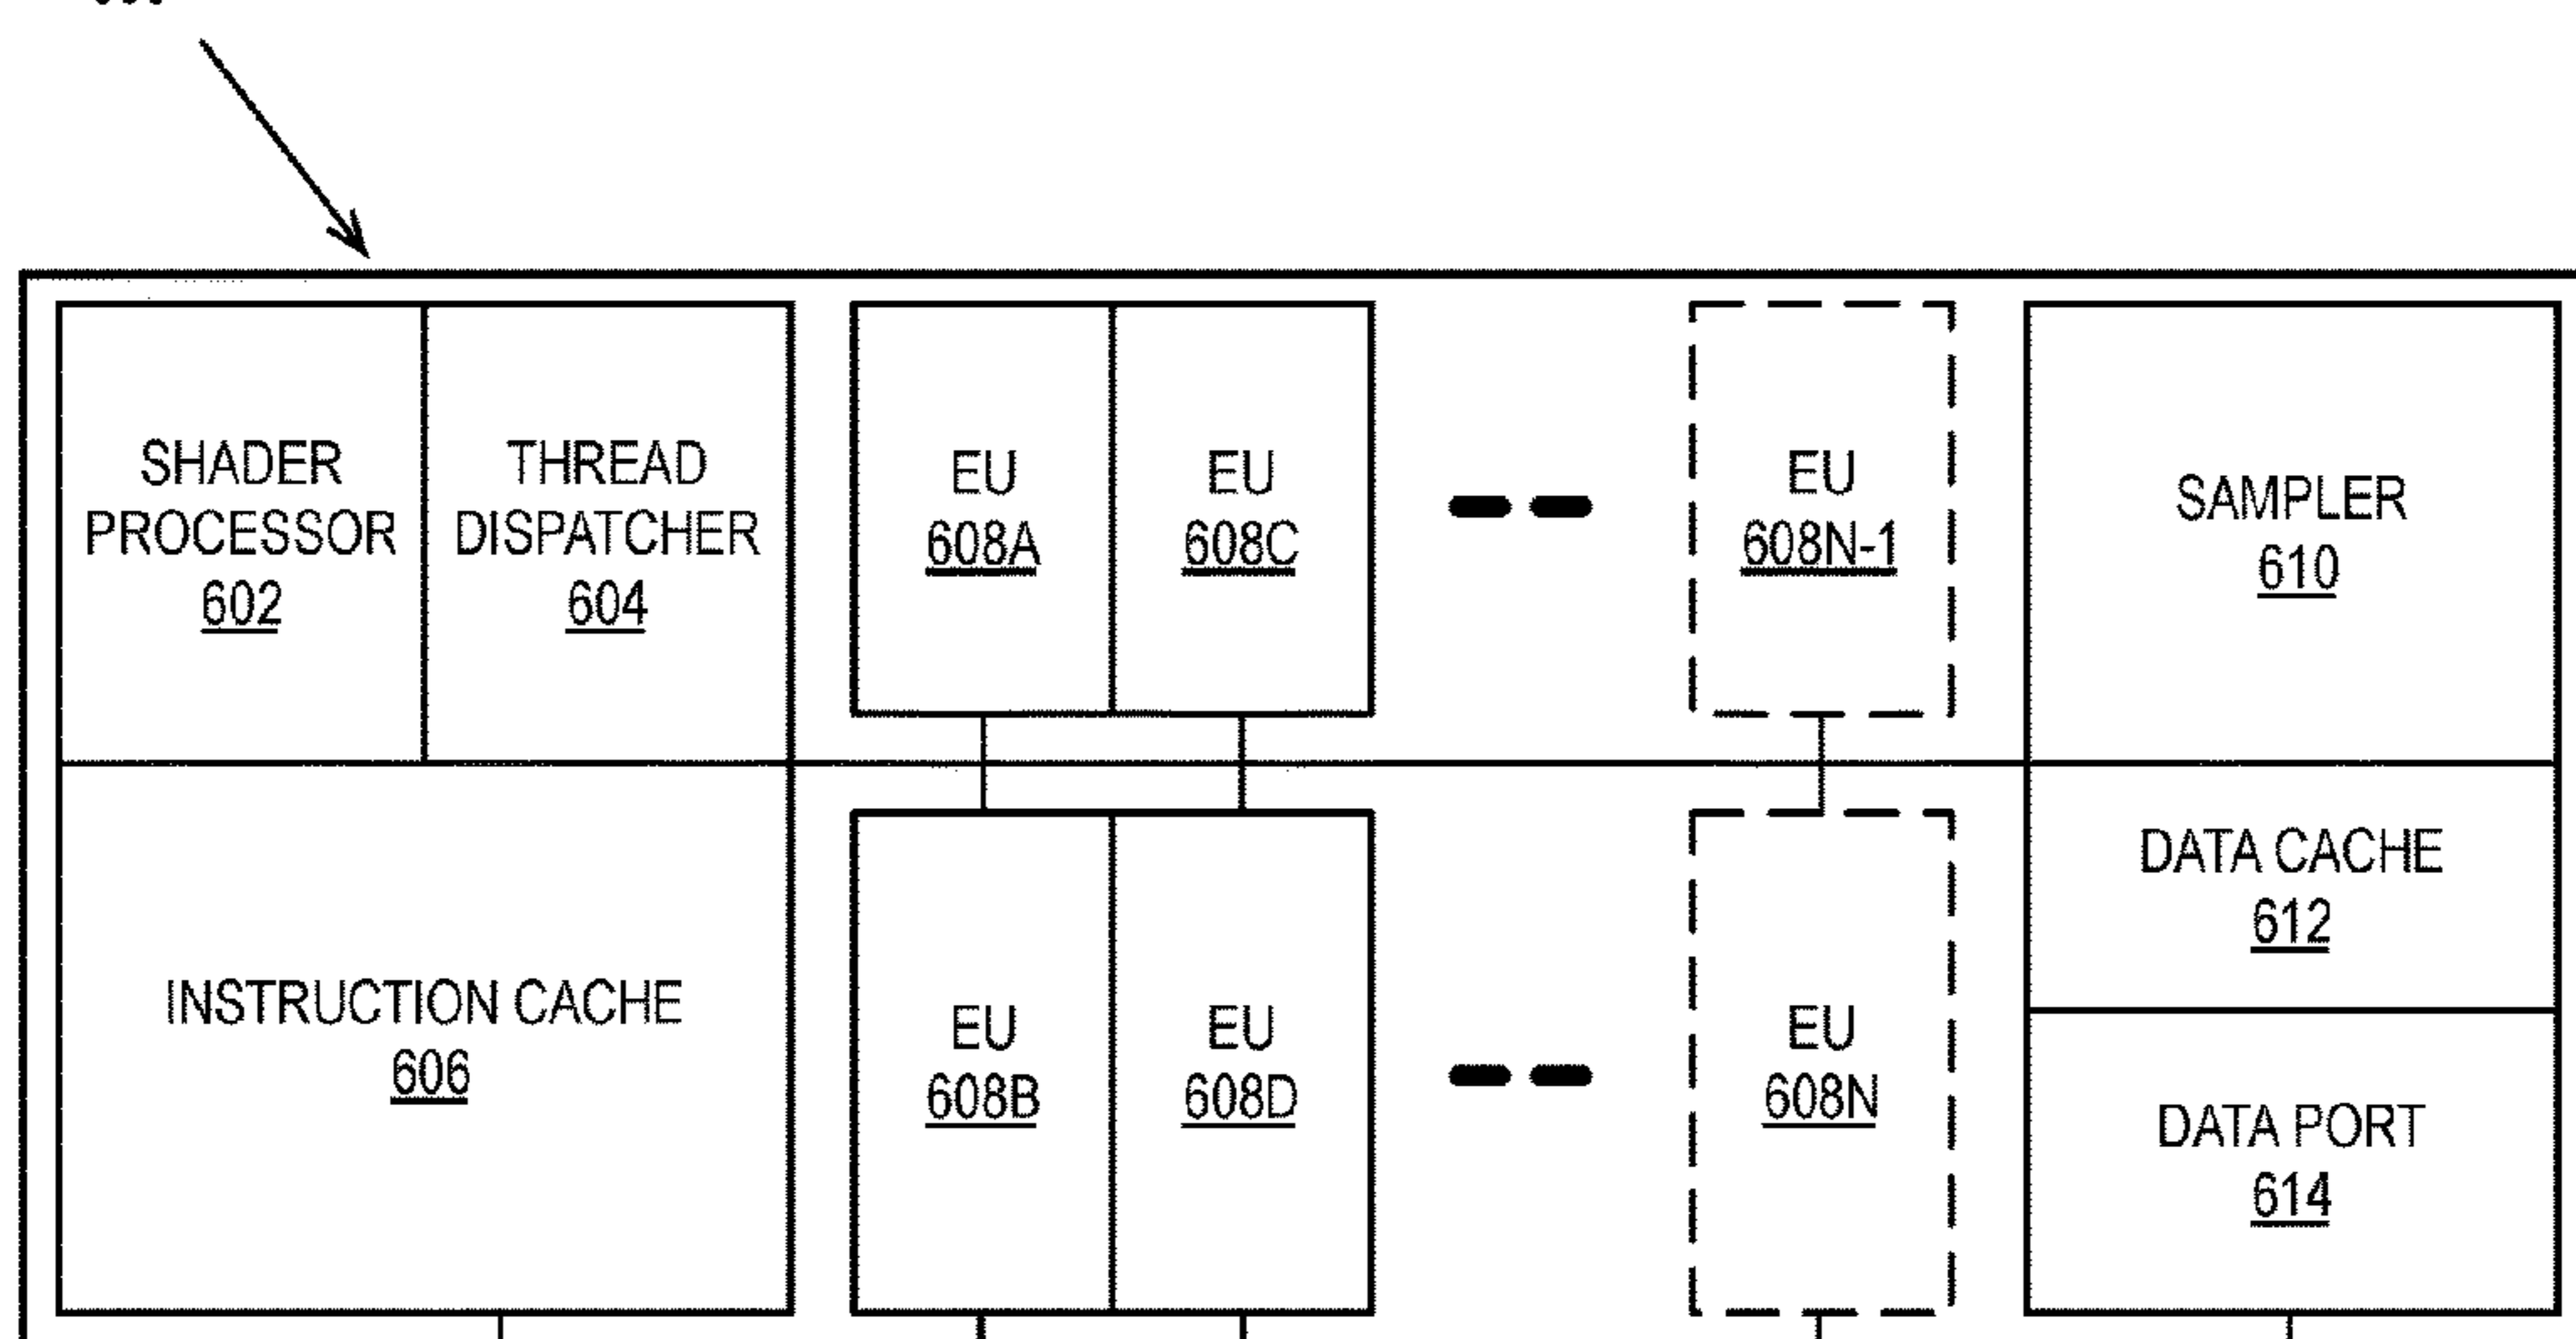 SHADER
PROCESSOR
602
THREAD
DISPATCHER
604
EU
608A
EU
608C
EU
608N-1
SAMPLER
610
INSTRUCTION CACHE
606
EU
608B
EU
608D
EU
608N
DATA CACHE
612
DATA PORT
614